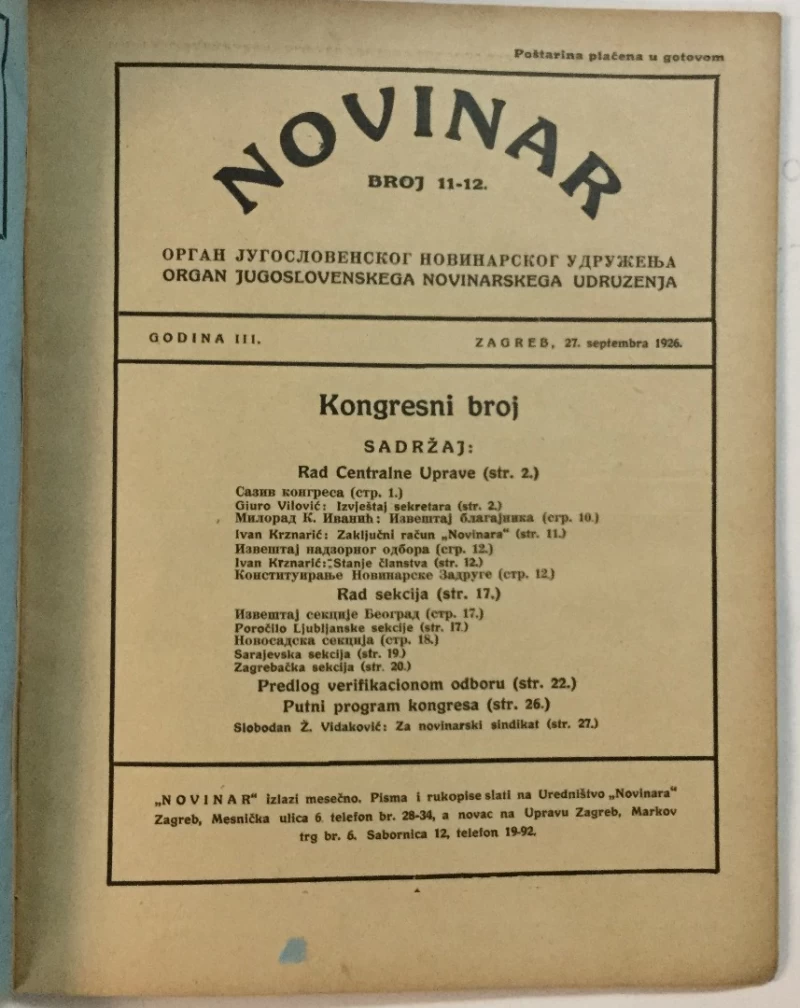 Poštarina plaćena u gotovom
NOVINAR
BROJ 11-12.
ОРГАН ЈУГОСЛОВЕНСКОГ НОВИНАРСКОГ УДРУЖЕЊА
ORGAN JUGOSLOVENSKEGA NOVINARSKEGA UDRUZENJA
GODINA III.
ZAGREB, 27. septembra 1926.
Kongresni broj
SADRŽAJ:
Rad Centralne Uprave (str. 2.)
Сазив конгреса (стр. 1.)
Giuro Vilović: Izvještaj sekretara (str. 2.)
Милорад К. Иванић: Извештај благајника (стр. 10.)
Ivan Krznarić: Zaključni račun „Novinara" (str. 11.)
Извештај надзорног одбора (стр. 12.)
Ivan Krznarić: Stanje članstva (str. 12.)
Конституирање Новинарске Задруге (стр. 12.)
Rad sekcija (str. 17.)
Извештај секције Београд (стр. 17.)
Poročilo Ljubljanske sekcije (str. 17.)
Новосадска секција (стр. 18.)
Sarajevska sekcija (str. 19.)
Zagrebačka sekcija (str. 20.)
Predlog verifikacionom odboru (str. 22.)
Putni program kongresa (str. 26.)
Slobodan Ž. Vidaković: Za novinarski sindikat (str. 27.)
„NOVINAR" izlazi mesečno. Pisma i rukopise slati na Uredništvo „Novinara"
Zagreb, Mesnička ulica 6 telefon br. 28-34, a novac na Upravu Zagreb, Markov
trg br. 6. Sabornica 12, telefon 19-92.